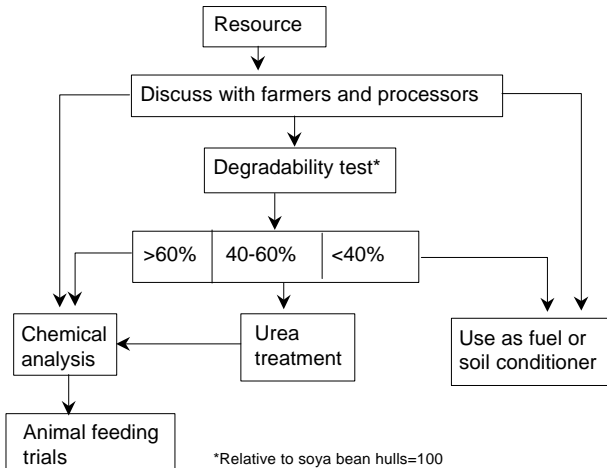 Resource
Discuss with farmers and processors
Degradability test*
>60% 40-60% <40%
Chemical
analysis
Urea
treatment
Use as fuel or
soil conditioner
Animal feeding
trials
*Relative to soya bean hulls=100